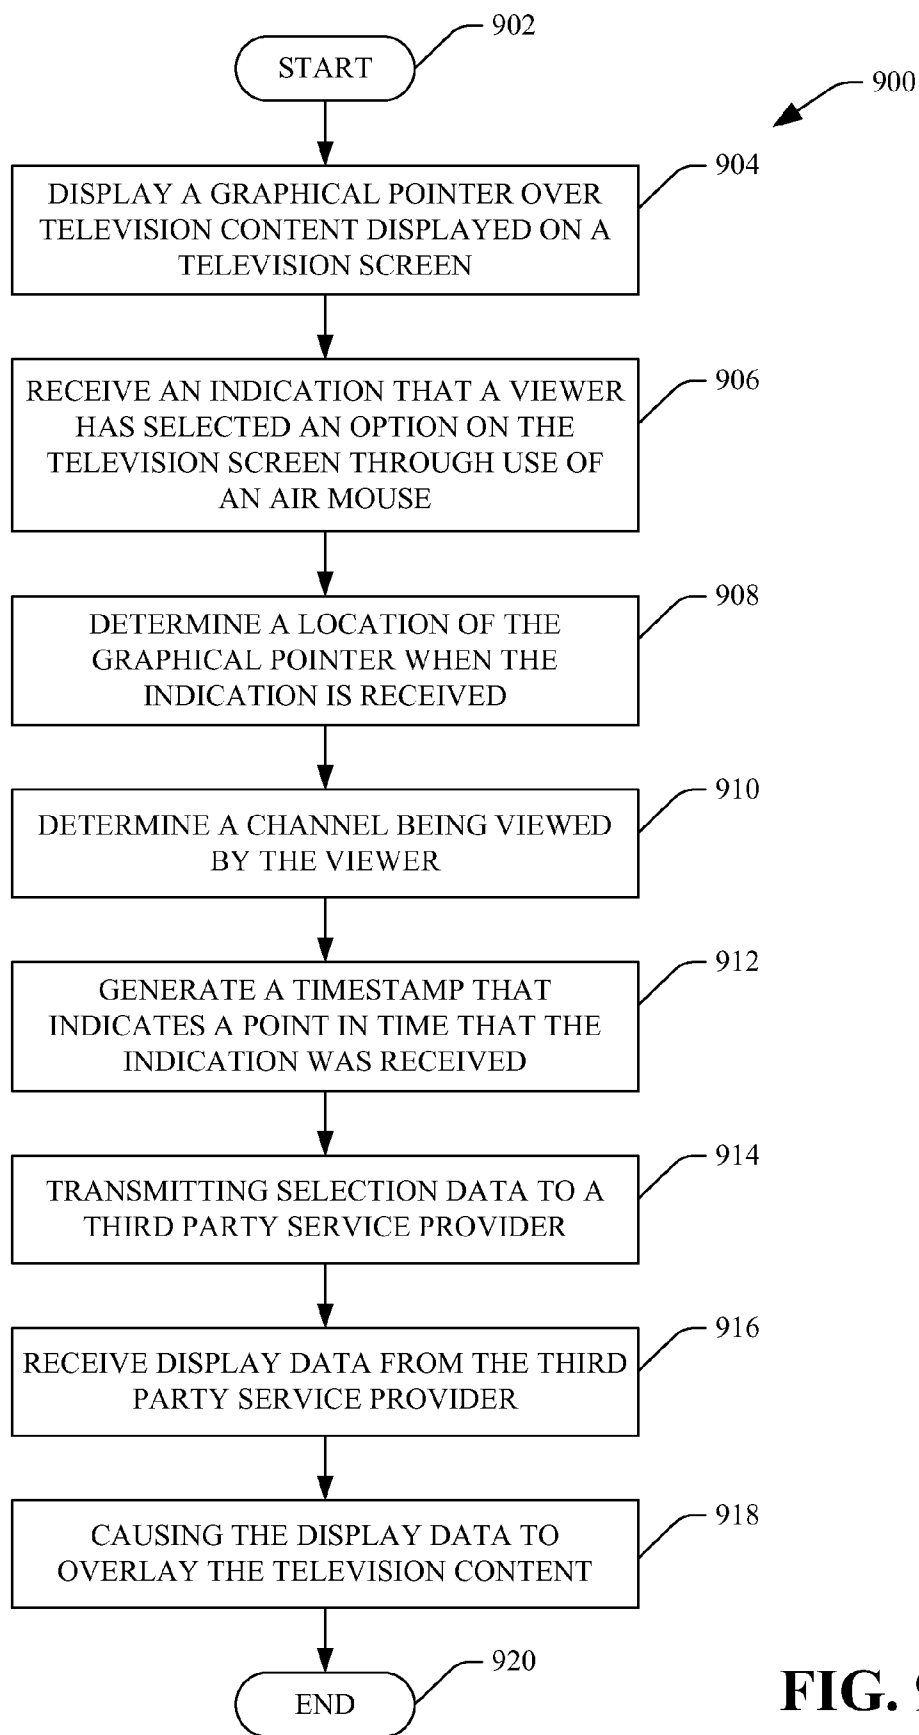 902
START
900
904
DISPLAY A GRAPHICAL POINTER OVER
TELEVISION CONTENT DISPLAYED ON A
TELEVISION SCREEN
906
RECEIVE AN INDICATION THAT A VIEWER
HAS SELECTED AN OPTION ON THE
TELEVISION SCREEN THROUGH USE OF
AN AIR MOUSE
908
DETERMINE A LOCATION OF THE
GRAPHICAL POINTER WHEN THE
INDICATION IS RECEIVED
910
DETERMINE A CHANNEL BEING VIEWED
BY THE VIEWER
912
GENERATE A TIMESTAMP THAT
INDICATES A POINT IN TIME THAT THE
INDICATION WAS RECEIVED
914
TRANSMITTING SELECTION DATA TO A
THIRD PARTY SERVICE PROVIDER
916
RECEIVE DISPLAY DATA FROM THE THIRD
PARTY SERVICE PROVIDER
918
CAUSING THE DISPLAY DATA TO
OVERLAY THE TELEVISION CONTENT
920
END
FIG. 9